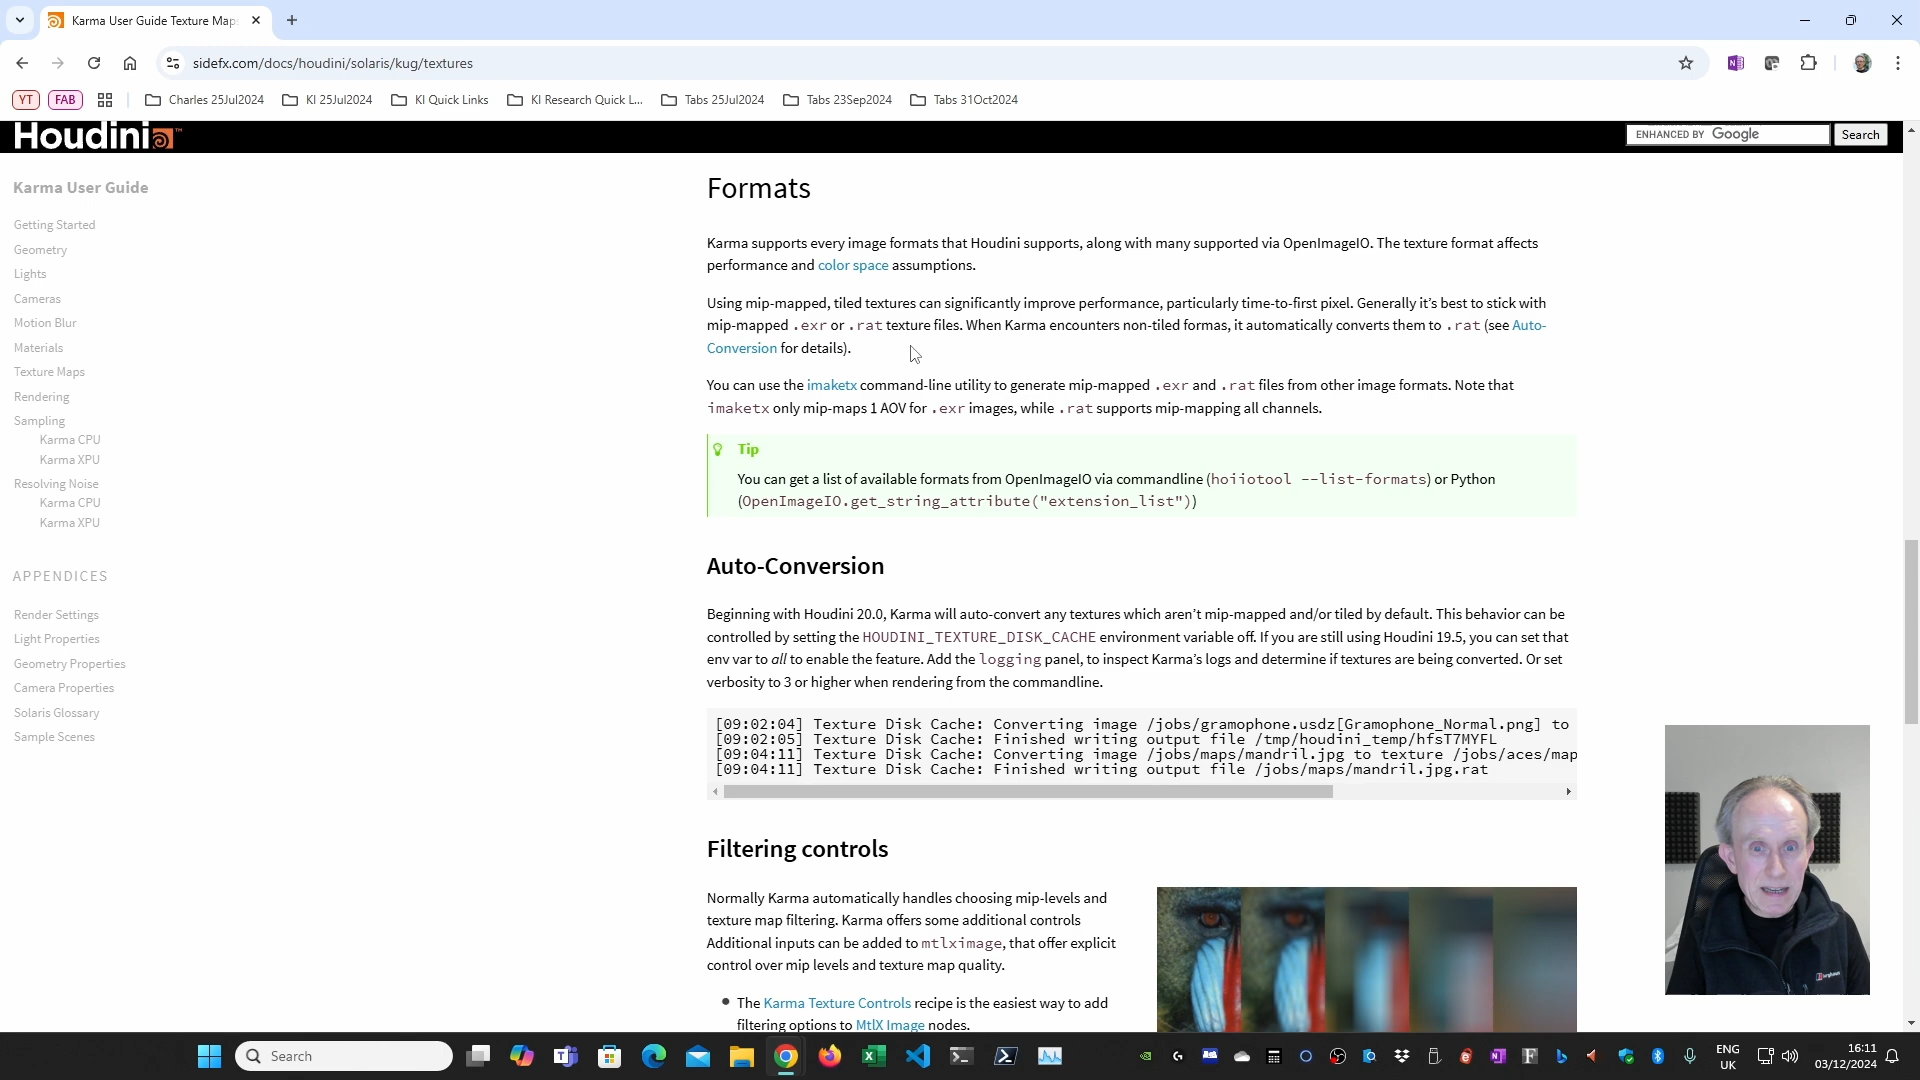 Karma User Guide Texture Maps
sidefx.com/docs/houdini/solaris/kug/textures
YT
FAB
Charles 25Jul2024
KI 25Jul2024
KI Quick Links
KI Research Quick L...
Tabs 25Jul2024
Tabs 23Sep2024
Tabs 31Oct2024
Houdini
ENHANCED BY Google
Search
Karma User Guide
Getting Started
Geometry
Lights
Cameras
Motion Blur
Materials
Texture Maps
Rendering
Sampling
Karma CPU
Karma XPU
Resolving Noise
Karma CPU
Karma XPU
APPENDICES
Render Settings
Light Properties
Geometry Properties
Camera Properties
Solaris Glossary
Sample Scenes
Formats
Karma supports every image formats that Houdini supports, along with many supported via OpenImageIO. The texture format affects
performance and color space assumptions.
Using mip-mapped, tiled textures can significantly improve performance, particularly time-to-first pixel. Generally it's best to stick with
mip-mapped .exr or .rat texture files. When Karma encounters non-tiled formas, it automatically converts them to .rat (see Auto-
Conversion for details).
You can use the imaketx command-line utility to generate mip-mapped .exr and .rat files from other image formats. Note that
imaketx only mip-maps 1 AOV for .exr images, while .rat supports mip-mapping all channels.
Tip
You can get a list of available formats from OpenImageIO via commandline (hoiiotool --list-formats) or Python
(OpenImageIO.get_string_attribute("extension_list"))
Auto-Conversion
Beginning with Houdini 20.0, Karma will auto-convert any textures which aren't mip-mapped and/or tiled by default. This behavior can be
controlled by setting the HOUDINI_TEXTURE_DISK_CACHE environment variable off. If you are still using Houdini 19.5, you can set that
env var to all to enable the feature. Add the logging panel, to inspect Karma's logs and determine if textures are being converted. Or set
verbosity to 3 or higher when rendering from the commandline.
[09:02:04] Texture Disk Cache: Converting image /jobs/gramophone.usdz[Gramophone_Normal.png] to
[09:02:05] Texture Disk Cache: Finished writing output file /tmp/houdini_temp/hfsT7MYFL
[09:04:11] Texture Disk Cache: Converting image /jobs/maps/mandril.jpg to texture /jobs/aces/map
[09:04:11] Texture Disk Cache: Finished writing output file /jobs/maps/mandril.jpg.rat
Filtering controls
Normally Karma automatically handles choosing mip-levels and
texture map filtering. Karma offers some additional controls
Additional inputs can be added to mtlximage, that offer explicit
control over mip levels and texture map quality.
The Karma Texture Controls recipe is the easiest way to add
filtering options to MtlX Image nodes.
Search
ENG
UK
16:11
03/12/2024